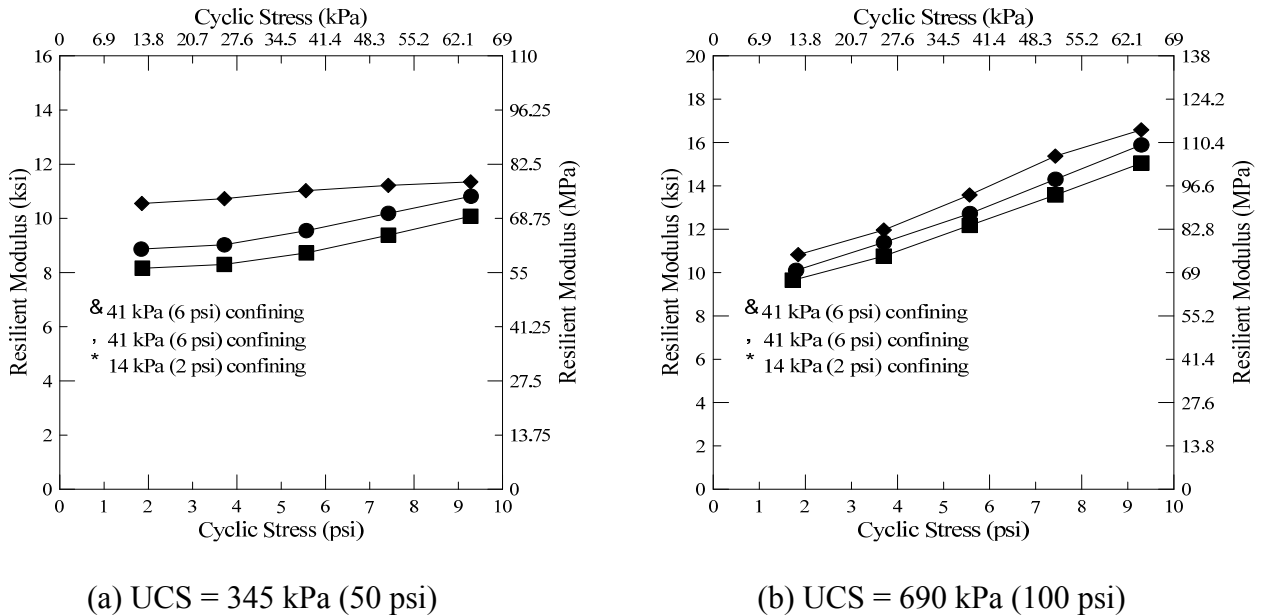 Cyclic Stress (kPa)
0 6.9 13.8 20.7 27.6 34.5 41.4 48.3 55.2 62.1 69
16 14 12 10 8 6 4 2 0
Resilient Modulus (ksi)
110 96.25 82.5 68.75 55 41.25 27.5 13.75 0
Resilient Modulus (MPa)
& 41 kPa (6 psi) confining
, 41 kPa (6 psi) confining
* 14 kPa (2 psi) confining
0 1 2 3 4 5 6 7 8 9 10
Cyclic Stress (psi)
(a) UCS = 345 kPa (50 psi)
Cyclic Stress (kPa)
0 6.9 13.8 20.7 27.6 34.5 41.4 48.3 55.2 62.1 69
20 18 16 14 12 10 8 6 4 2 0
Resilient Modulus (ksi)
138 124.2 110.4 96.6 82.8 69 55.2 41.4 27.6 13.8 0
Resilient Modulus (MPa)
& 41 kPa (6 psi) confining
, 41 kPa (6 psi) confining
* 14 kPa (2 psi) confining
0 1 2 3 4 5 6 7 8 9 10
Cyclic Stress (psi)
(b) UCS = 690 kPa (100 psi)